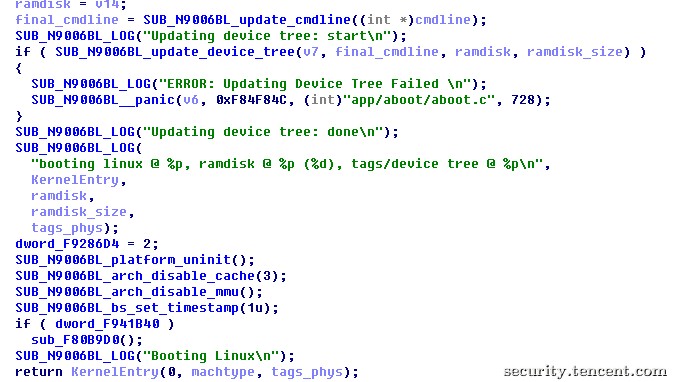 ramdisk = v14;
final_cmdline = SUB_N9006BL_update_cmdline((int *)cmdline);
SUB_N9006BL_LOG("Updating device tree: start\n");
if ( SUB_N9006BL_update_device_tree(v7, final_cmdline, ramdisk, ramdisk_size) )
{
SUB_N9006BL_LOG("ERROR: Updating Device Tree Failed \n");
SUB_N9006BL__panic(v6, 0xF84F84C, (int)"app/aboot/aboot.c", 728);
}
SUB_N9006BL_LOG("Updating device tree: done\n");
SUB_N9006BL_LOG(
"booting linux @ %p, ramdisk @ %p (%d), tags/device tree @ %p\n",
KernelEntry,
ramdisk,
ramdisk_size,
tags_phys);
dword_F9286D4 = 2;
SUB_N9006BL_platform_uninit();
SUB_N9006BL_arch_disable_cache(3);
SUB_N9006BL_arch_disable_mmu();
SUB_N9006BL_bs_set_timestamp(1u);
if ( dword_F941B40 )
sub_F80B9D0();
SUB_N9006BL_LOG("Booting Linux\n");
return KernelEntry(0, machtype, tags_phys);
security.tencent.com